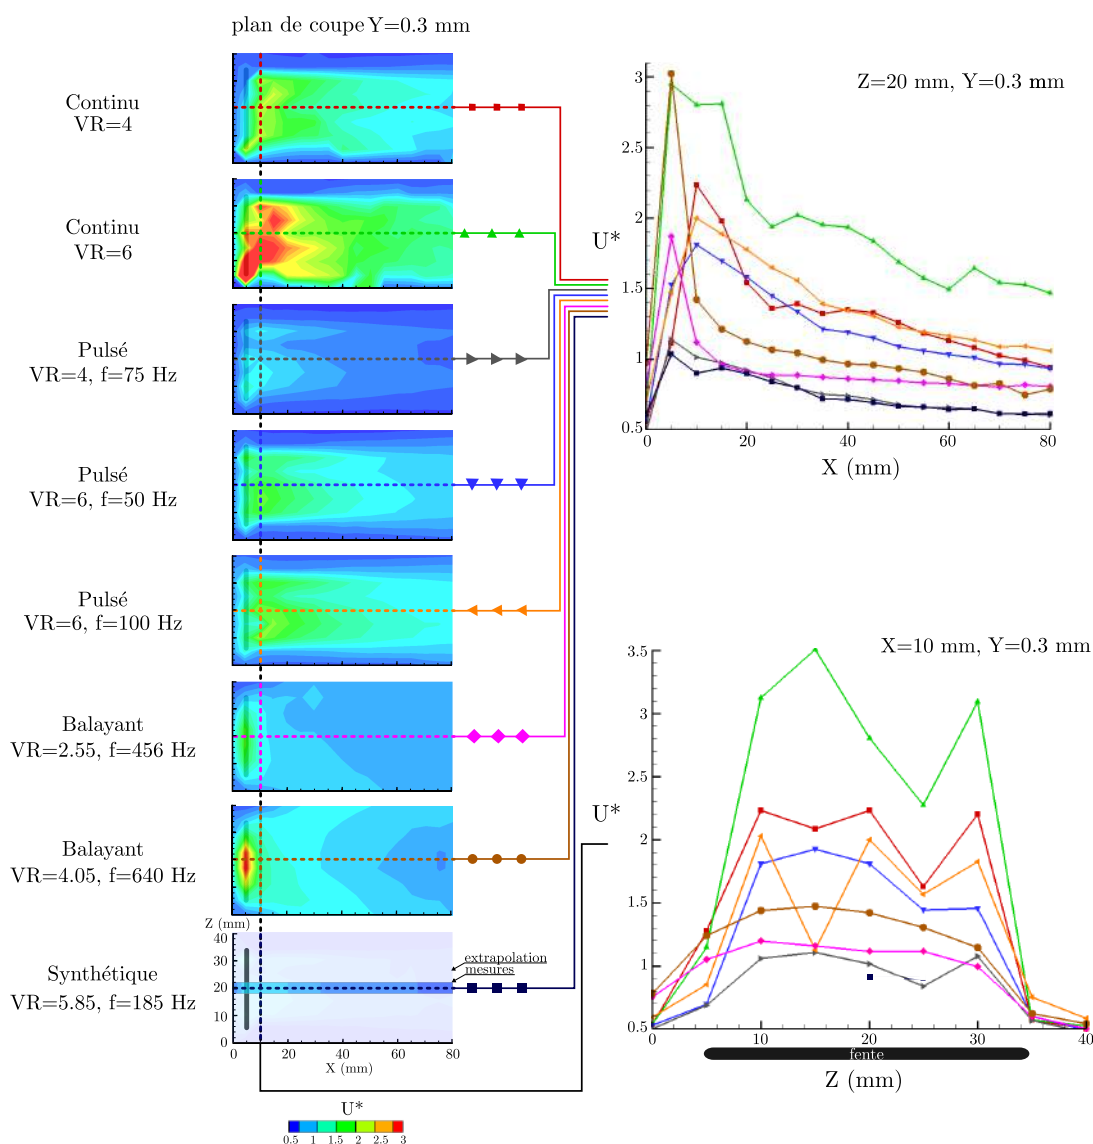 plan de coupe Y=0.3 mm
Continu
VR=4
Continu
VR=6
Pulsé
VR=4, f=75 Hz
Pulsé
VR=6, f=50 Hz
Pulsé
VR=6, f=100 Hz
Balayant
VR=2.55, f=456 Hz
Balayant
VR=4.05, f=640 Hz
Synthétique
VR=5.85, f=185 Hz
Z (mm)
40
30
20
10
0
extrapolation
mesures
0 20 40 60 80
X (mm)
U*
0.5 1 1.5 2 2.5 3
Z=20 mm, Y=0.3 mm
3
2.5
2
U*
1.5
1
0.5
0 20 40 60 80
X (mm)
X=10 mm, Y=0.3 mm
3.5
3
2.5
U*
2
1.5
1
0.5
0 10 20 30 40
fente
Z (mm)